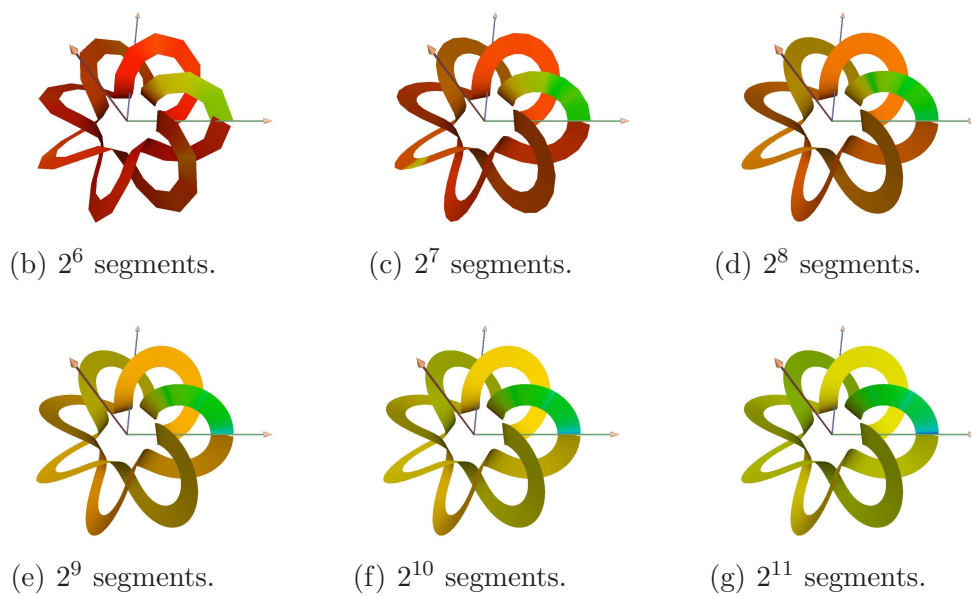 (b) 2^6 segments.
(c) 2^7 segments.
(d) 2^8 segments.
(e) 2^9 segments.
(f) 2^10 segments.
(g) 2^11 segments.